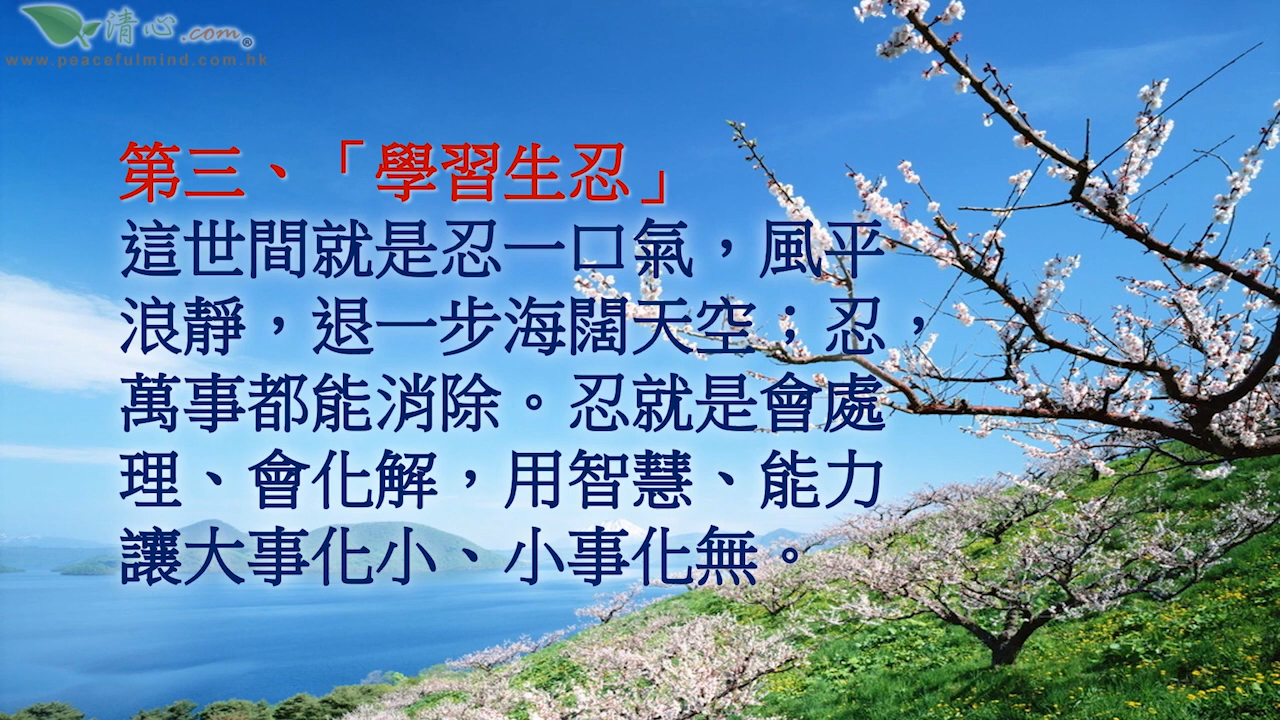 清心.com®
www.peacefulmind.com.hk
第三、「學習生忍」
這世間就是忍一口氣，風平
浪靜，退一步海闊天空；忍，
萬事都能消除。忍就是會處
理、會化解，用智慧、能力
讓大事化小、小事化無。